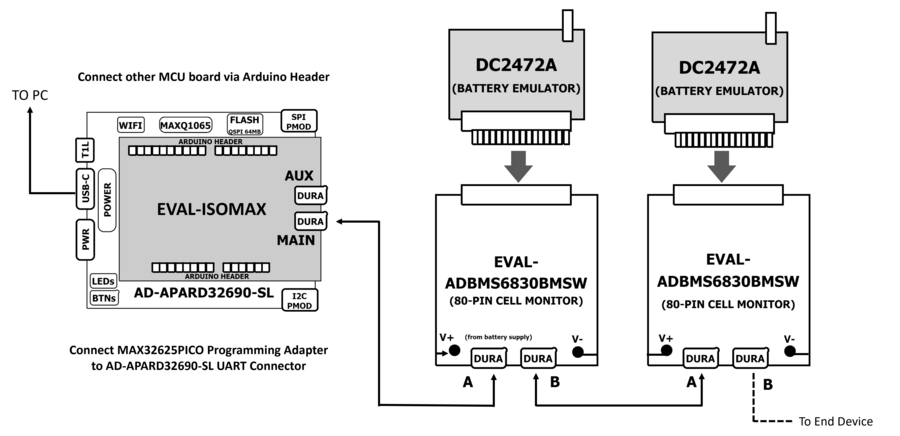 Connect other MCU board via Arduino Header
TO PC
WIFI
MAXQ1065
FLASH
QSPI 64MB
SPI
PMOD
T1L
USB-C
PWR
POWER
ARDUINO HEADER
AUX
DURA
EVAL-ISOMAX
DURA
MAIN
ARDUINO HEADER
LEDs
BTNs
AD-APARD32690-SL
I2C
PMOD
Connect MAX32625PICO Programming Adapter
to AD-APARD32690-SL UART Connector
DC2472A
(BATTERY EMULATOR)
EVAL-
ADBMS6830BMSW
(80-PIN CELL MONITOR)
V+
(from battery supply)
V-
DURA
DURA
A
B
DC2472A
(BATTERY EMULATOR)
EVAL-
ADBMS6830BMSW
(80-PIN CELL MONITOR)
V+
V-
DURA
DURA
A
B
To End Device